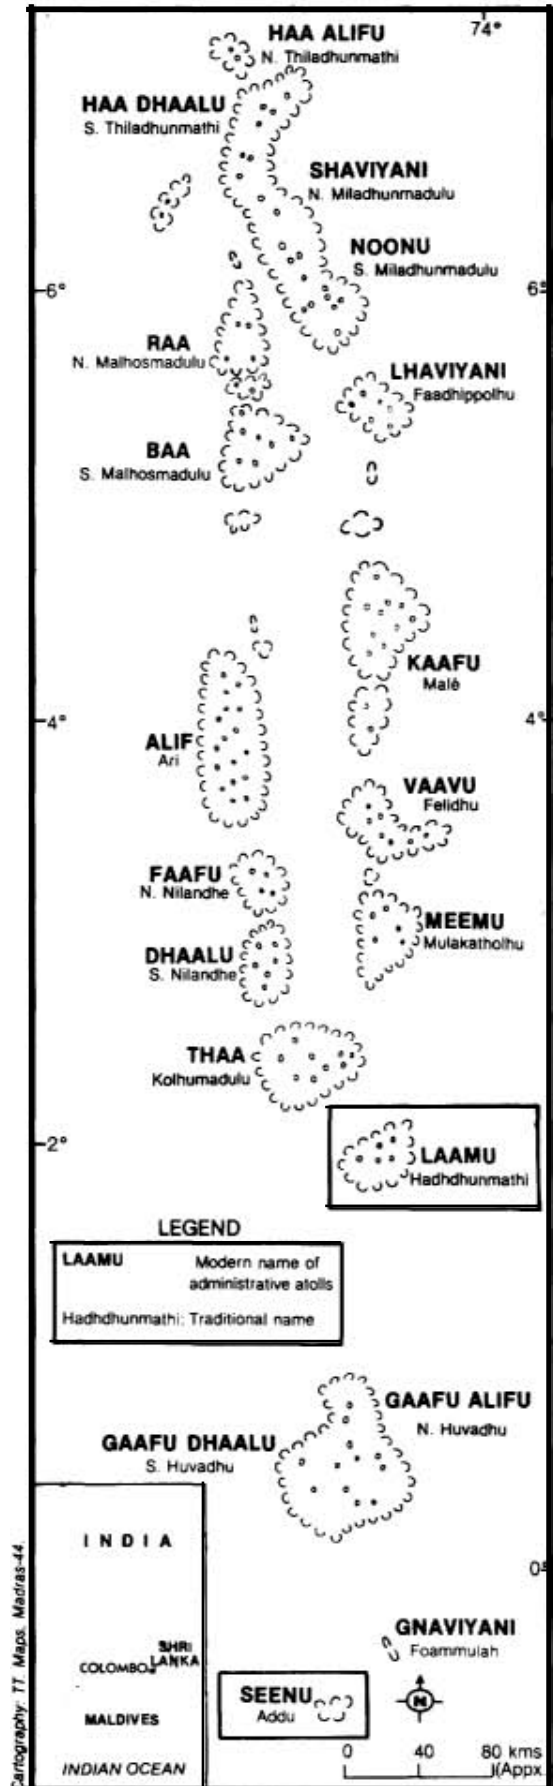 74°
HAA ALIFU
N. Thiladhunmathi
HAA DHAALU
S. Thiladhunmathi
SHAVIYANI
N. Miladhunmadulu
NOONU
S. Miladhunmadulu
6°
6°
RAA
N. Malhosmadulu
LHAVIYANI
Faadhippolhu
BAA
S. Malhosmadulu
KAAFU
Malé
4°
4°
ALIF
Ari
VAAVU
Felidhu
FAAFU
N. Nilandhe
MEEMU
Mulakatholhu
DHAALU
S. Nilandhe
THAA
Kolhumadulu
2°
LAAMU
Hadhdhunmathi
LEGEND
LAAMU Modern name of
administrative atolls
Hadhdhunmathi: Traditional name
GAAFU ALIFU
N. Huvadhu
GAAFU DHAALU
S. Huvadhu
INDIA
0°
SHRI
LANKA
COLOMBO
MALDIVES
INDIAN OCEAN
GNAVIYANI
Foammulah
SEENU
Addu
N
0 40 80 kms
(Appx.
Cartography: TT. Maps, Madras-44.